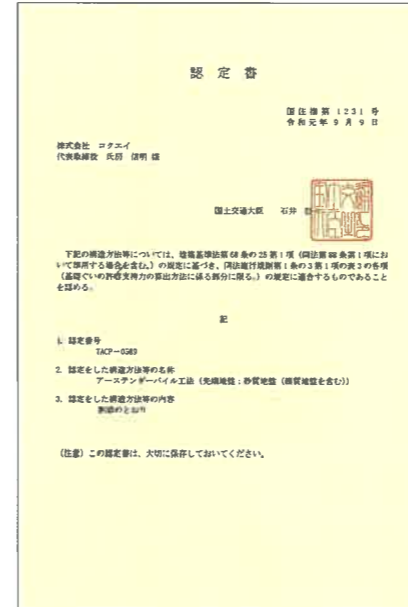 認定書
国住指第1231号
令和元年9月9日
株式会社 コクエイ
代表取締役 氏房 信明 様
国土交通大臣 石井
下記の構造方法等については、建築基準法第68条の25第1項（同法第88条第1項にお
いて準用する場合を含む。）の規定に基づき、同法施行規則第1条の3第1項の表3の各項
（基礎ぐいの許容支持力の算出方法に係る部分に限る。）の規定に適合するものであること
を認める。
記
1. 認定番号
TACP-0589
2. 認定をした構造方法等の名称
アーステンダーパイル工法（先端地盤：砂質地盤（礫質地盤を含む））
3. 認定をした構造方法等の内容
別添のとおり
（注意）この認定書は、大切に保存しておいてください。